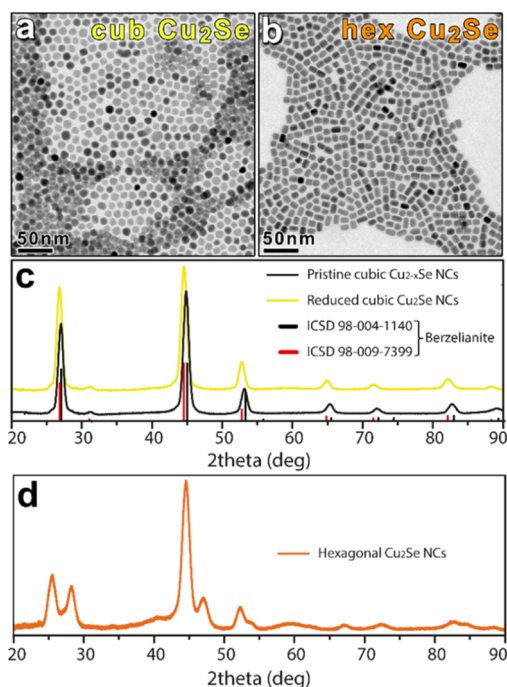 a cub Cu₂Se
50nm
b hex Cu₂Se
50nm
c
Pristine cubic Cu₂₋ₓSe NCs
Reduced cubic Cu₂Se NCs
ICSD 98-004-1140
ICSD 98-009-7399
Berzelianite
20 30 40 50 60 70 80 90
2theta (deg)
d
Hexagonal Cu₂Se NCs
20 30 40 50 60 70 80 90
2theta (deg)